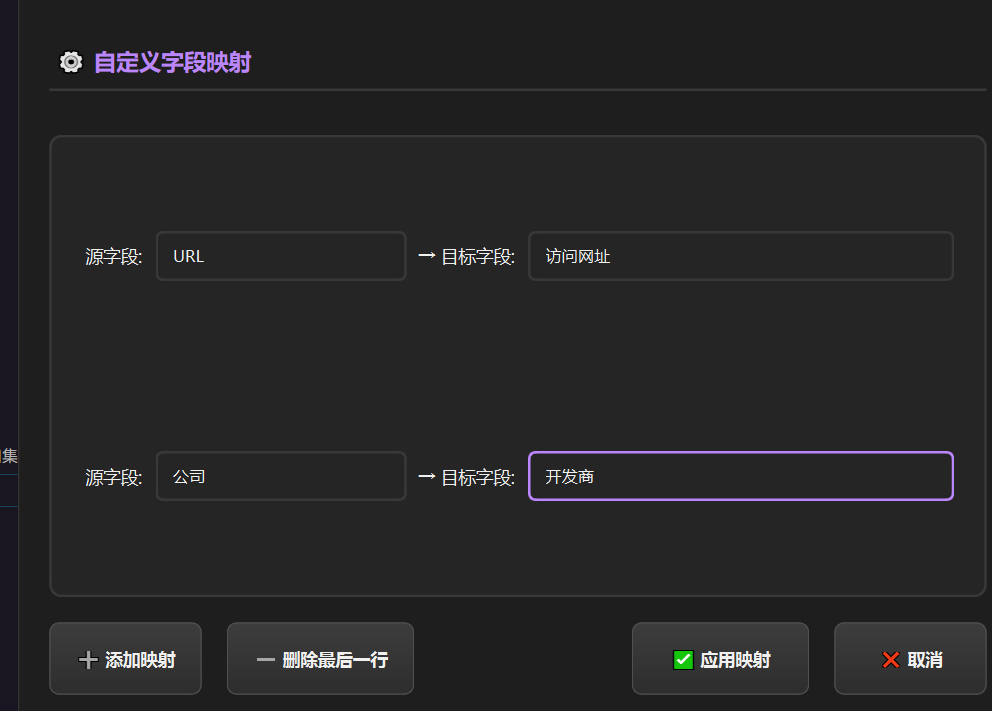 自定义字段映射
源字段: URL → 目标字段: 访问网址
集
源字段: 公司 → 目标字段: 开发商
添加映射 删除最后一行 应用映射 取消